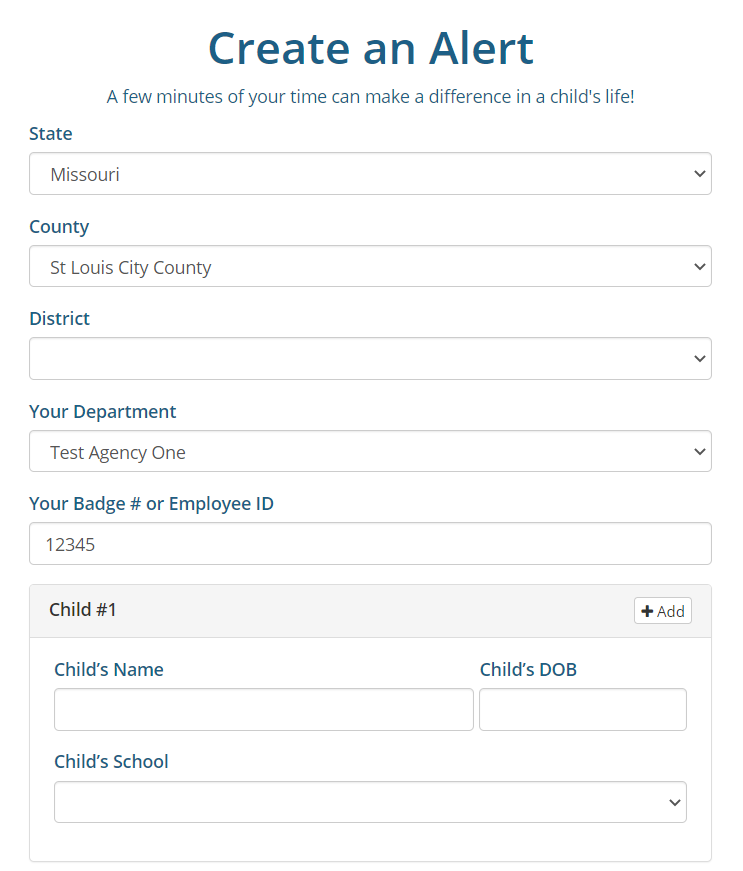 Create an Alert
A few minutes of your time can make a difference in a child's life!
State
Missouri
County
St Louis City County
District
Your Department
Test Agency One
Your Badge # or Employee ID
12345
Child #1
Add
Child’s Name
Child’s DOB
Child’s School